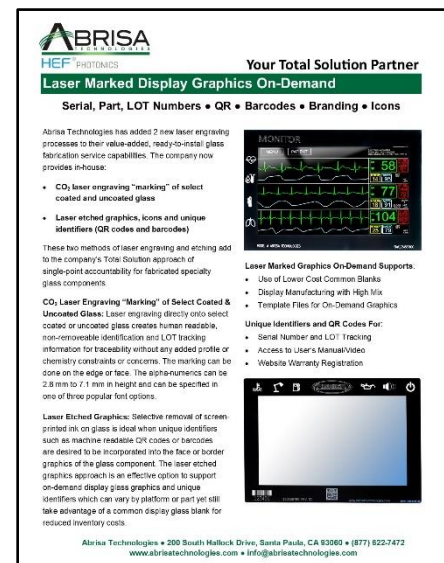 ABRISA
TECHNOLOGIES
HEF PHOTONICS
Your Total Solution Partner
Laser Marked Display Graphics On-Demand
Serial, Part, LOT Numbers ● QR ● Barcodes ● Branding ● Icons
Abrisa Technologies has added 2 new laser engraving
processes to their value-added, ready-to-install glass
fabrication service capabilities. The company now
provides in-house:
• CO₂ laser engraving “marking” of select
coated and uncoated glass
• Laser etched graphics, icons and unique
identifiers (QR codes and barcodes)
These two methods of laser engraving and etching add
to the company's Total Solution approach of
single-point accountability for fabricated specialty
glass components.
CO₂ Laser Engraving “Marking” of Select Coated &
Uncoated Glass: Laser engraving directly onto select
coated or uncoated glass creates human readable,
non-removeable identification and LOT tracking
information for traceability without any added profile or
chemistry constraints or concerns. The marking can be
done on the edge or face. The alpha-numerics can be
2.8 mm to 7.1 mm in height and can be specified in
one of three popular font options.
Laser Etched Graphics: Selective removal of screen-
printed ink on glass is ideal when unique identifiers
such as machine readable QR codes or barcodes
are desired to be incorporated into the face or border
graphics of the glass component. The laser etched
graphics approach is an effective option to support
on-demand display glass graphics and unique
identifiers which can vary by platform or part yet still
take advantage of a common display glass blank for
reduced inventory costs.
MONITOR
MENU PATIENT
58
77
104
Laser Marked Graphics On-Demand Supports:
• Use of Lower Cost Common Blanks
• Display Manufacturing with High Mix
• Template Files for On-Demand Graphics
Unique Identifiers and QR Codes For:
• Serial Number and LOT Tracking
• Access to User's Manual/Video
• Website Warranty Registration
Abrisa Technologies ● 200 South Hallock Drive, Santa Paula, CA 93060 ● (877) 622-7472
www.abrisatechnologies.com ● info@abrisatechnologies.com